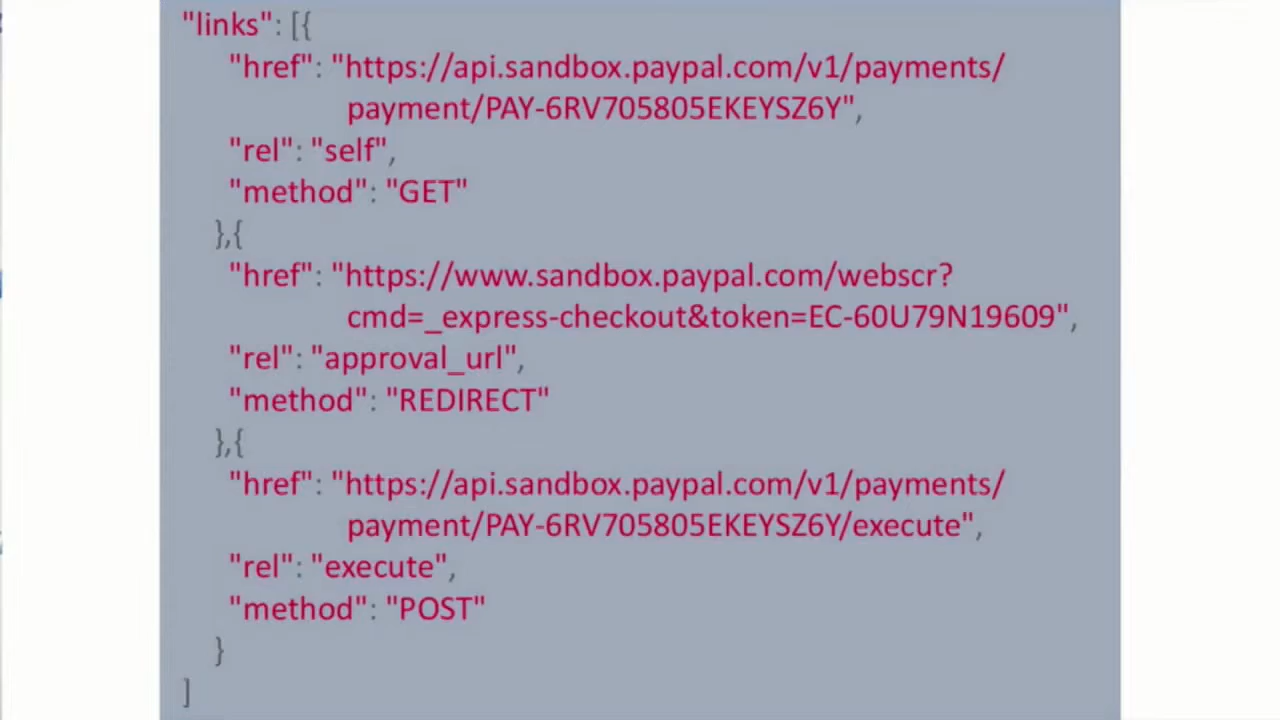 "links": [{
"href": "https://api.sandbox.paypal.com/v1/payments/
payment/PAY-6RV705805EKEYSZ6Y",
"rel": "self",
"method": "GET"
},{
"href": "https://www.sandbox.paypal.com/webscr?
cmd=_express-checkout&token=EC-60U79N19609",
"rel": "approval_url",
"method": "REDIRECT"
},{
"href": "https://api.sandbox.paypal.com/v1/payments/
payment/PAY-6RV705805EKEYSZ6Y/execute",
"rel": "execute",
"method": "POST"
}
]